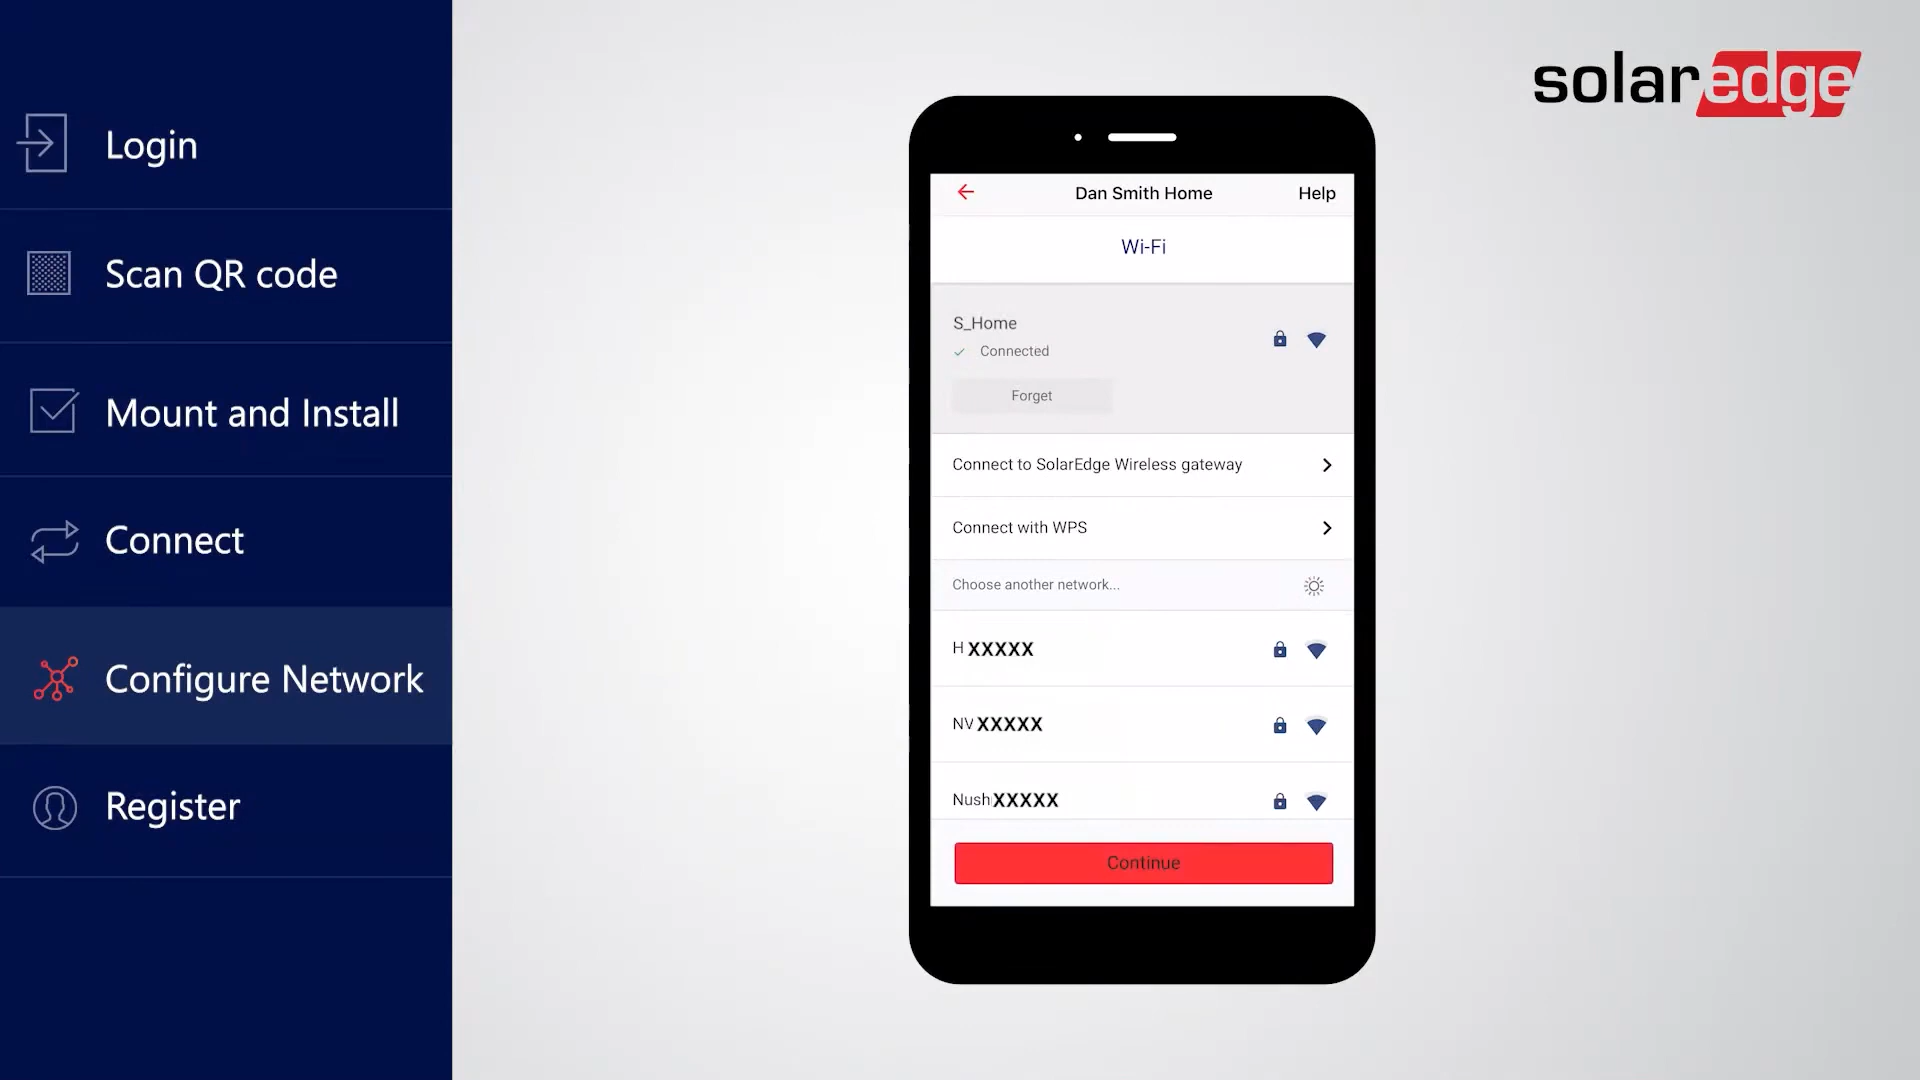 solaredge
Login
Scan QR code
Mount and Install
Connect
Configure Network
Register
Dan Smith Home
Help
Wi-Fi
S_Home
Connected
Forget
Connect to SolarEdge Wireless gateway
Connect with WPS
Choose another network...
H XXXXX
NV XXXXX
Nush XXXXX
Continue